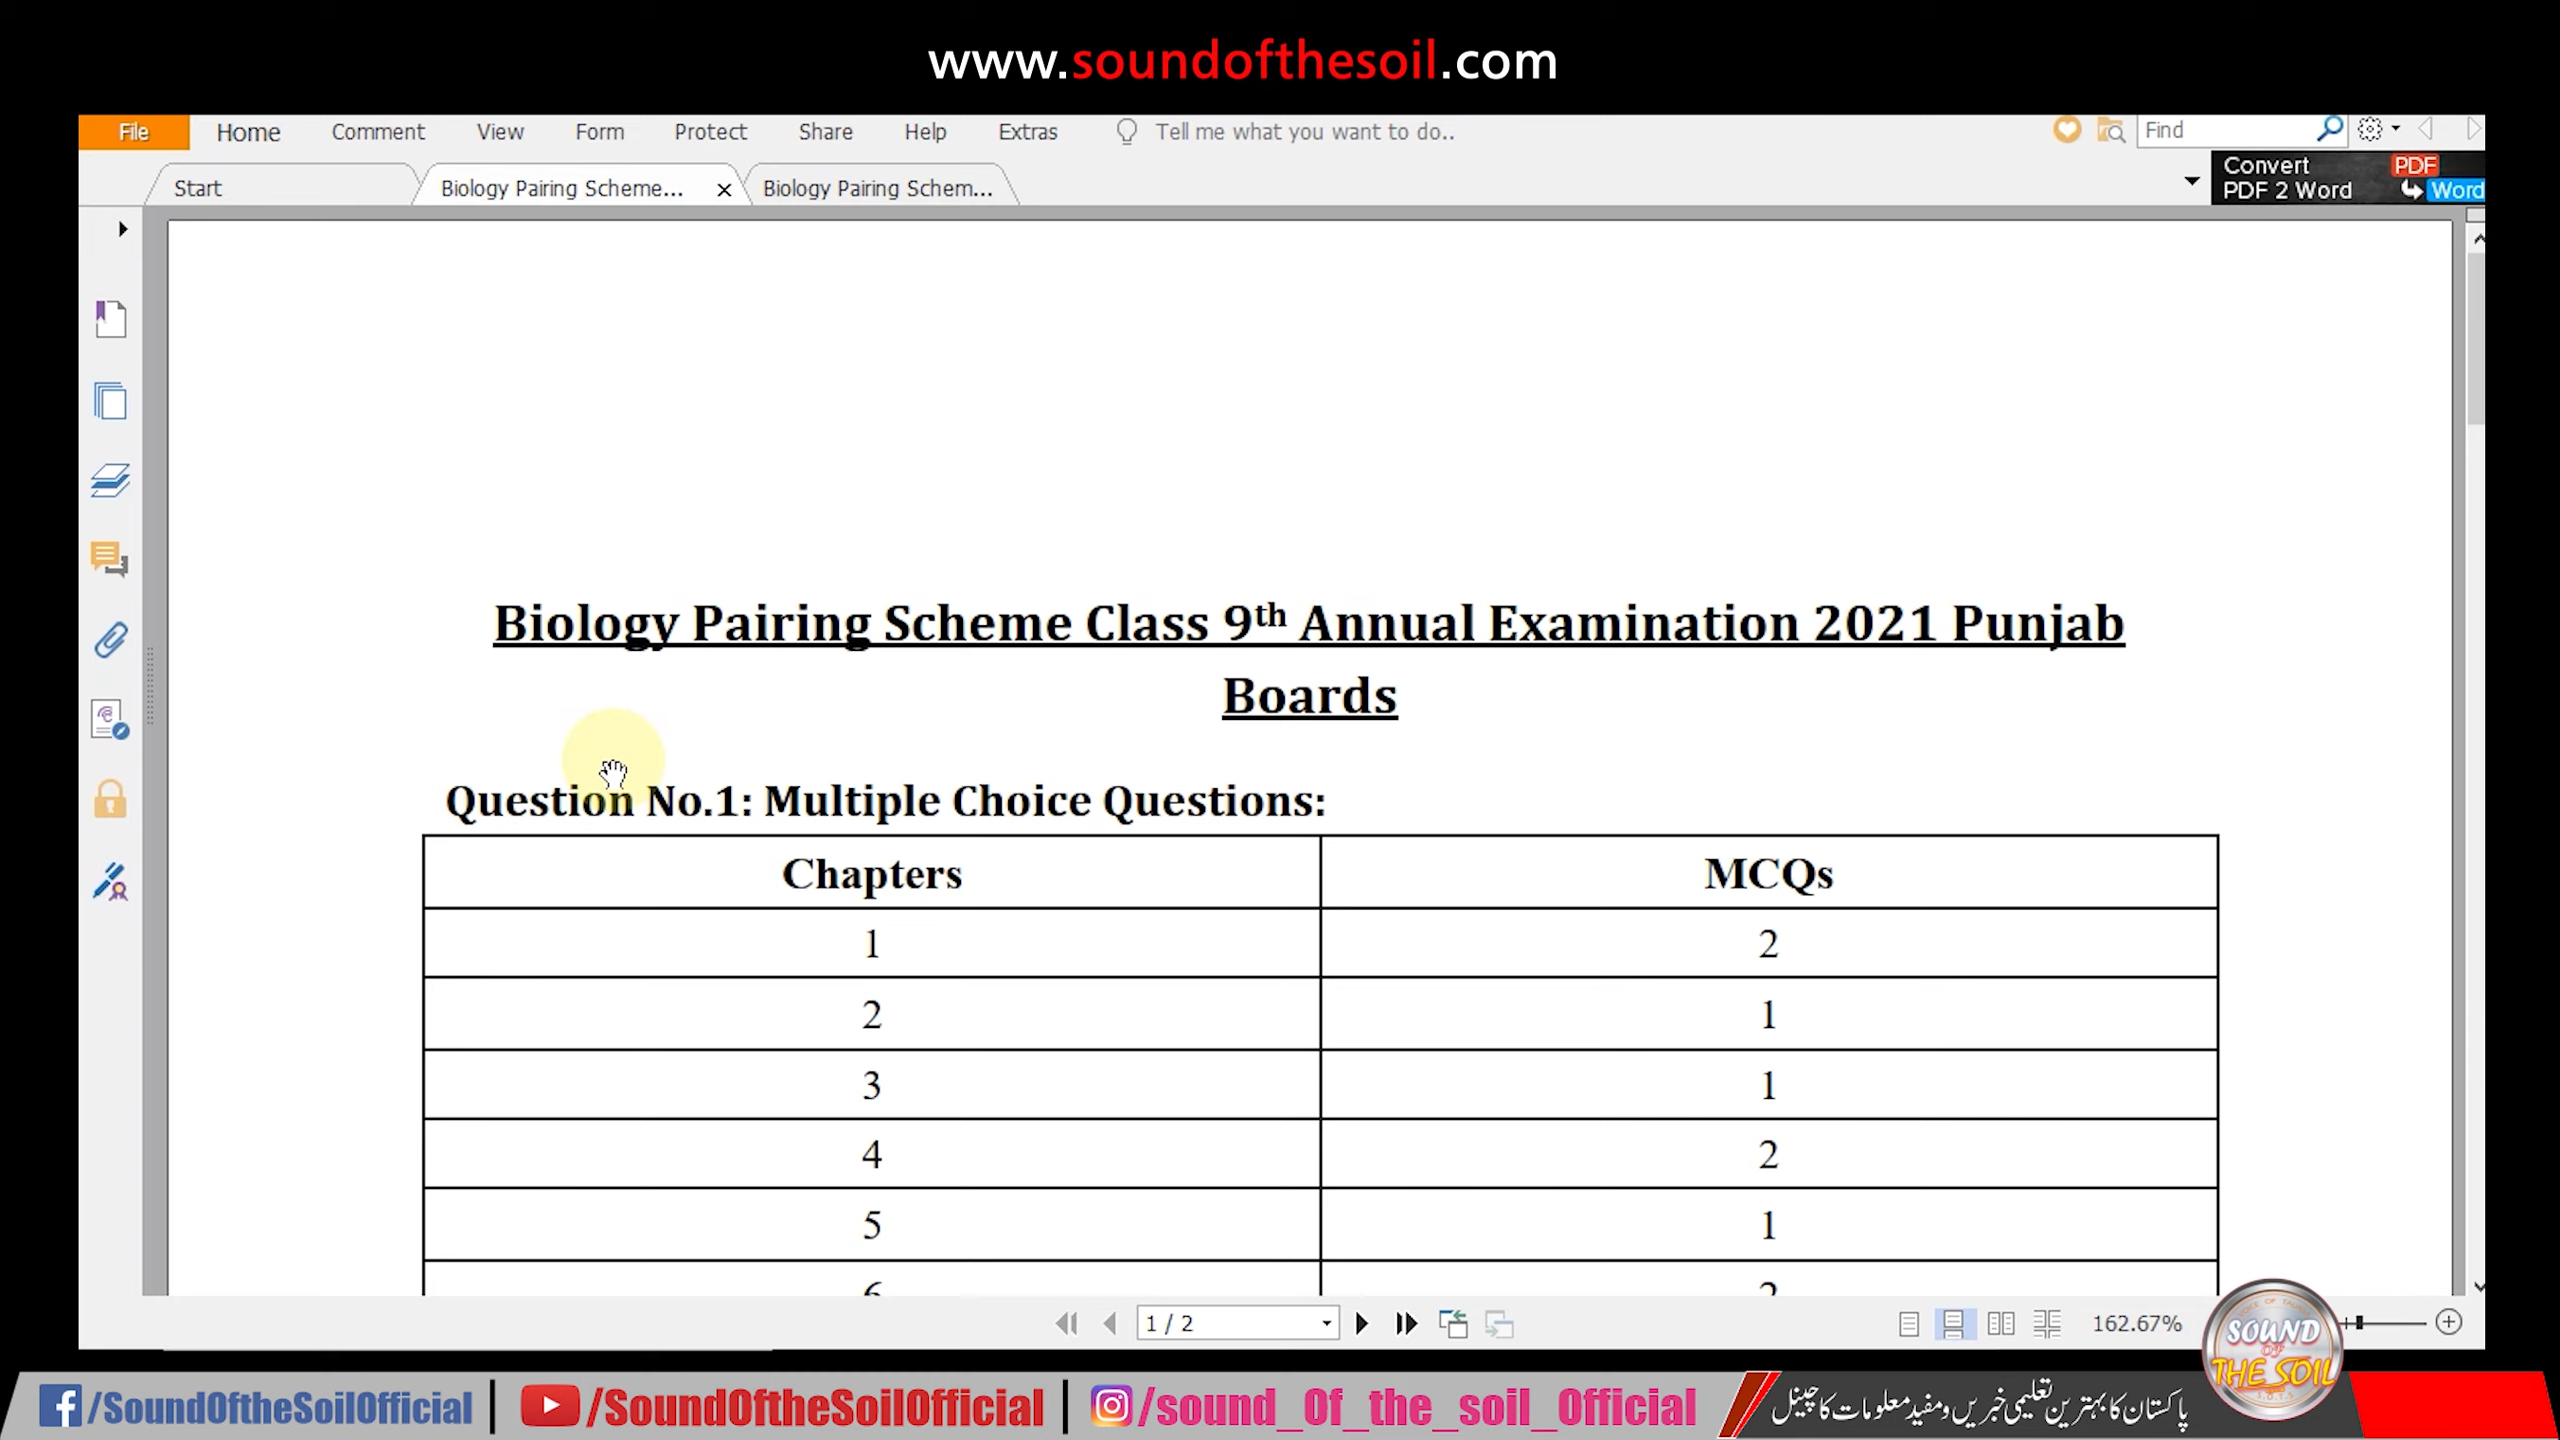 www.soundofthesoil.com
File Home Comment View Form Protect Share Help Extras Tell me what you want to do.. Find
Start Biology Pairing Scheme... Biology Pairing Schem...
Convert PDF
PDF 2 Word Word
Biology Pairing Scheme Class 9th Annual Examination 2021 Punjab
Boards
Question No.1: Multiple Choice Questions:
Chapters MCQs
1 2
2 1
3 1
4 2
5 1
6 2
1 / 2 162.67%
SOUND
OF
THE SOIL
/SoundOftheSoilOfficial | /SoundOftheSoilOfficial | /sound_Of_the_soil_Official پاکستان کا بہترین تعلیمی خبریں و مفید معلومات کا چینل